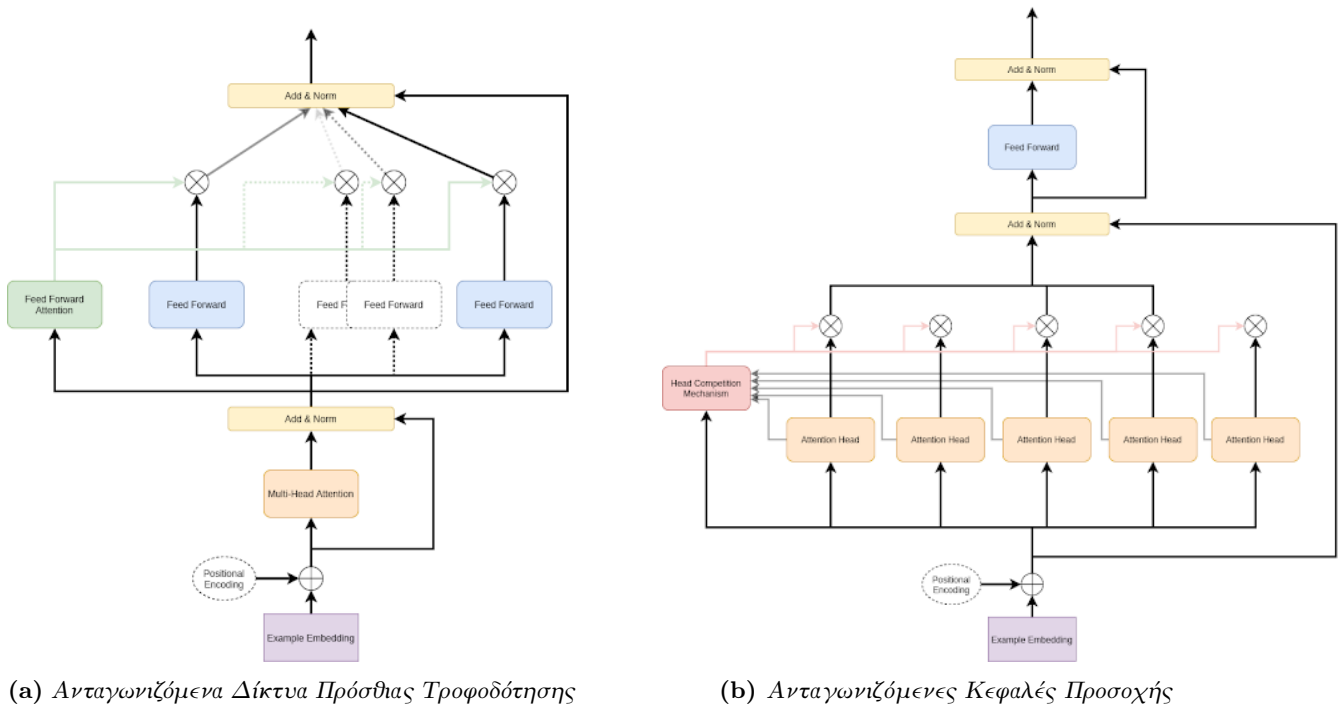 Add & Norm
Feed Forward
Attention
Feed Forward
Feed F
Feed Forward
Feed Forward
Add & Norm
Multi-Head Attention
Positional
Encoding
Example Embedding
(a) Ανταγωνιζόμενα Δίκτυα Πρόσθιας Τροφοδότησης
Add & Norm
Feed Forward
Add & Norm
Head Competition
Mechanism
Attention Head
Attention Head
Attention Head
Attention Head
Attention Head
Positional
Encoding
Example Embedding
(b) Ανταγωνιζόμενες Κεφαλές Προσοχής